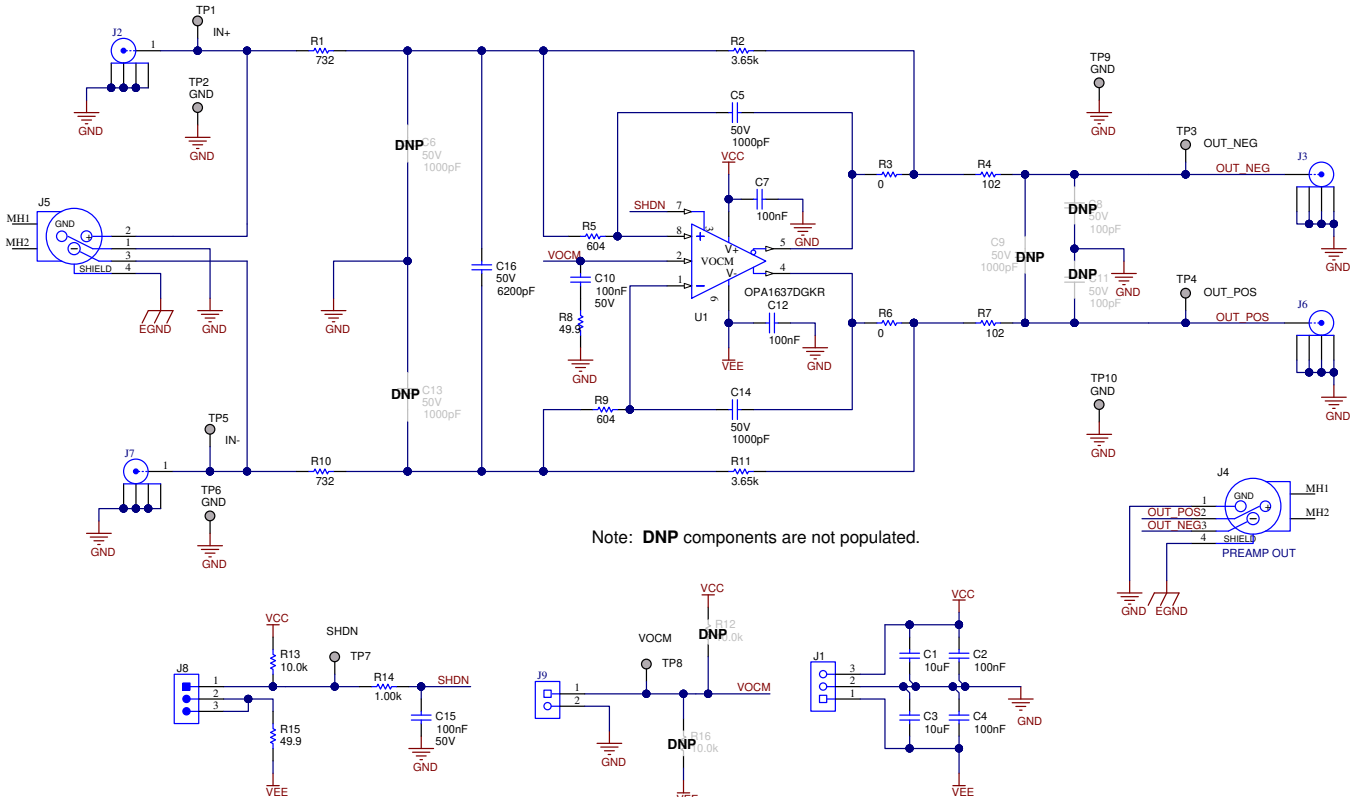 TP1
IN+
J2
1
R1
732
R2
3.65k
TP2
GND
GND
GND
TP9
GND
GND
C5
50V
1000pF
DNP
C6
50V
1000pF
VCC
C7
100nF
GND
R3
0
R4
102
TP3
OUT_NEG
OUT_NEG
J3
GND
J5
MH1
MH2
GND
SHIELD
2
1
3
4
EGND
GND
GND
SHDN
7
R5
604
8
VOCM
2
1
V+
VOCM
V-
3
6
5
4
OPA1637DGKR
U1
C16
50V
6200pF
C10
100nF
50V
R8
49.9
GND
C12
100nF
GND
VEE
R6
0
R7
102
DNP
C8
50V
100pF
C9
50V
1000pF
DNP
DNP
C11
50V
100pF
GND
TP4
OUT_POS
OUT_POS
J6
GND
DNP
C13
50V
1000pF
R9
604
C14
50V
1000pF
TP10
GND
GND
TP5
IN-
J7
1
R10
732
R11
3.65k
TP6
GND
GND
GND
J4
1
OUT_POS
2
OUT_NEG
3
4
GND
SHIELD
MH1
MH2
PREAMP OUT
GND
EGND
Note: DNP components are not populated.
VCC
R13
10.0k
SHDN
TP7
J8
1
2
3
R14
1.00k
SHDN
R15
49.9
C15
100nF
50V
GND
VEE
VCC
DNP
R12
10.0k
VOCM
TP8
J9
1
2
VOCM
DNP
R16
10.0k
GND
VEE
VCC
J1
3
2
1
C1
10uF
C2
100nF
C3
10uF
C4
100nF
GND
VEE